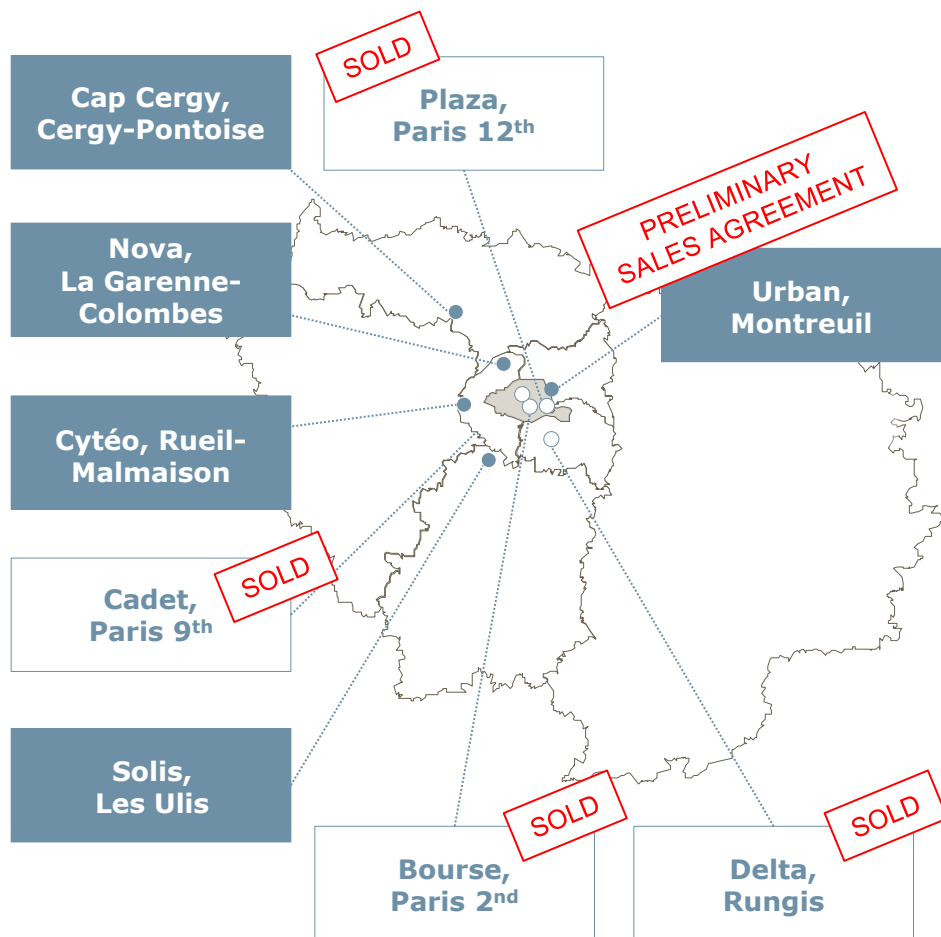 SOLD
Cap Cergy,
Cergy-Pontoise
Plaza,
Paris 12th
PRELIMINARY
SALES AGREEMENT
Nova,
La Garenne-
Colombes
Urban,
Montreuil
Cytéo, Rueil-
Malmaison
SOLD
Cadet,
Paris 9th
Solis,
Les Ulis
SOLD
Bourse,
Paris 2nd
SOLD
Delta,
Rungis